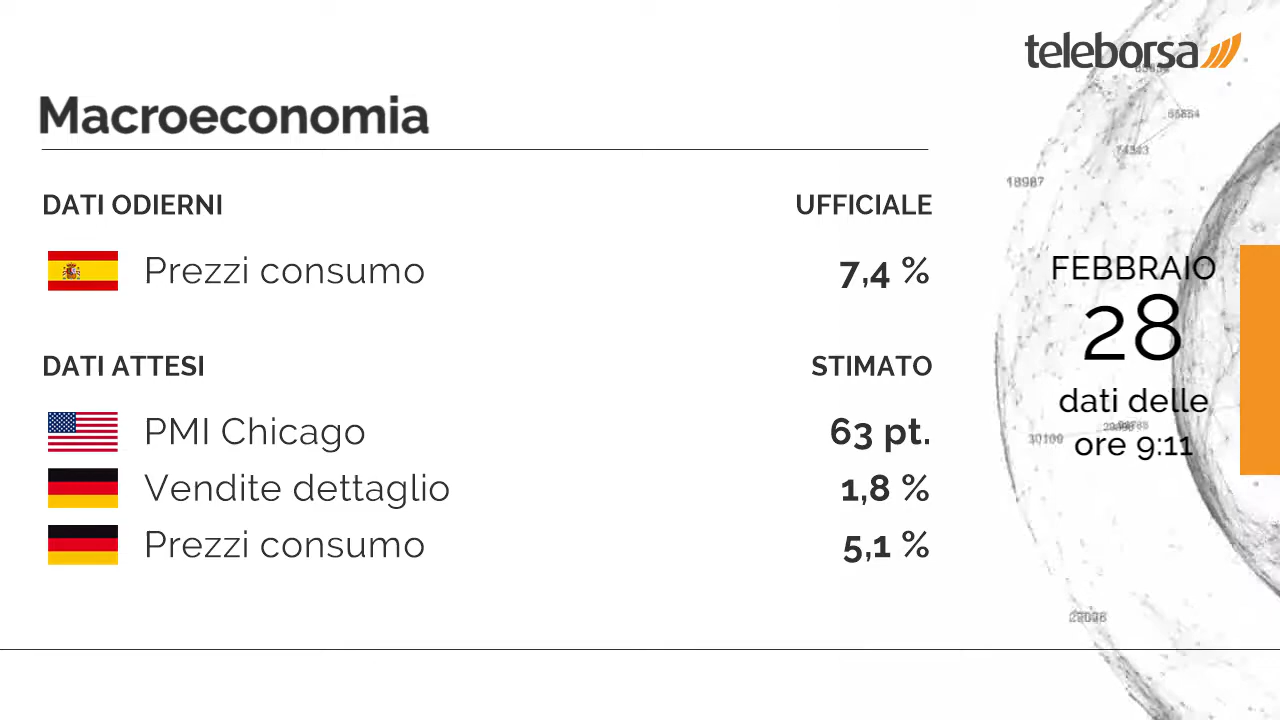 teleborsa
Macroeconomia
DATI ODIERNI UFFICIALE
Prezzi consumo 7,4 %
DATI ATTESI STIMATO
PMI Chicago 63 pt.
Vendite dettaglio 1,8 %
Prezzi consumo 5,1 %
FEBBRAIO
28
dati delle
ore 9:11
30100